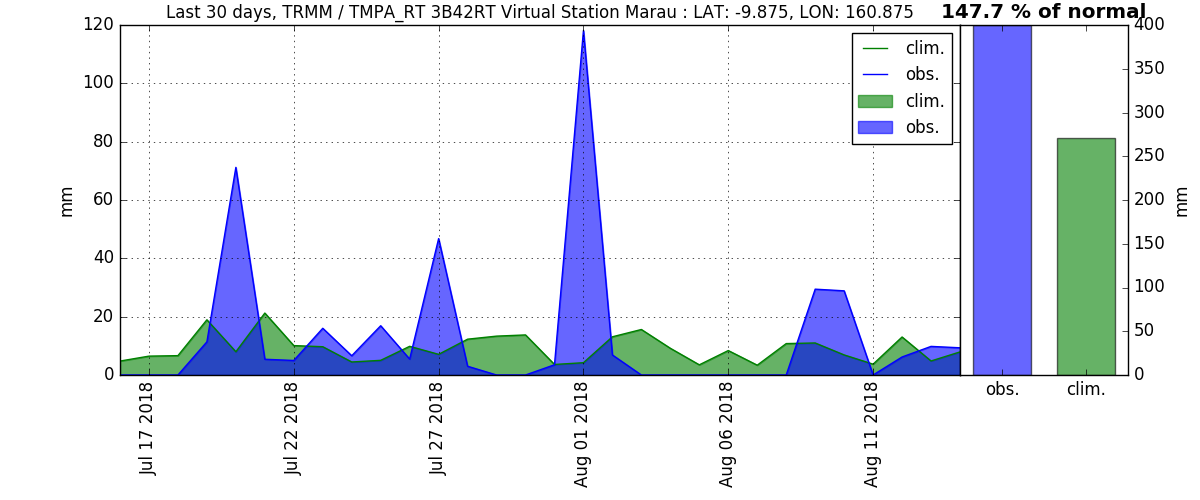 Last 30 days, TRMM / TMPA_RT 3B42RT Virtual Station Marau : LAT: -9.875, LON: 160.875
147.7 % of normal
120
100
80
60
40
20
0
mm
clim.
obs.
clim.
obs.
400
350
300
250
200
150
100
50
0
mm
obs.
clim.
Jul 17 2018
Jul 22 2018
Jul 27 2018
Aug 01 2018
Aug 06 2018
Aug 11 2018